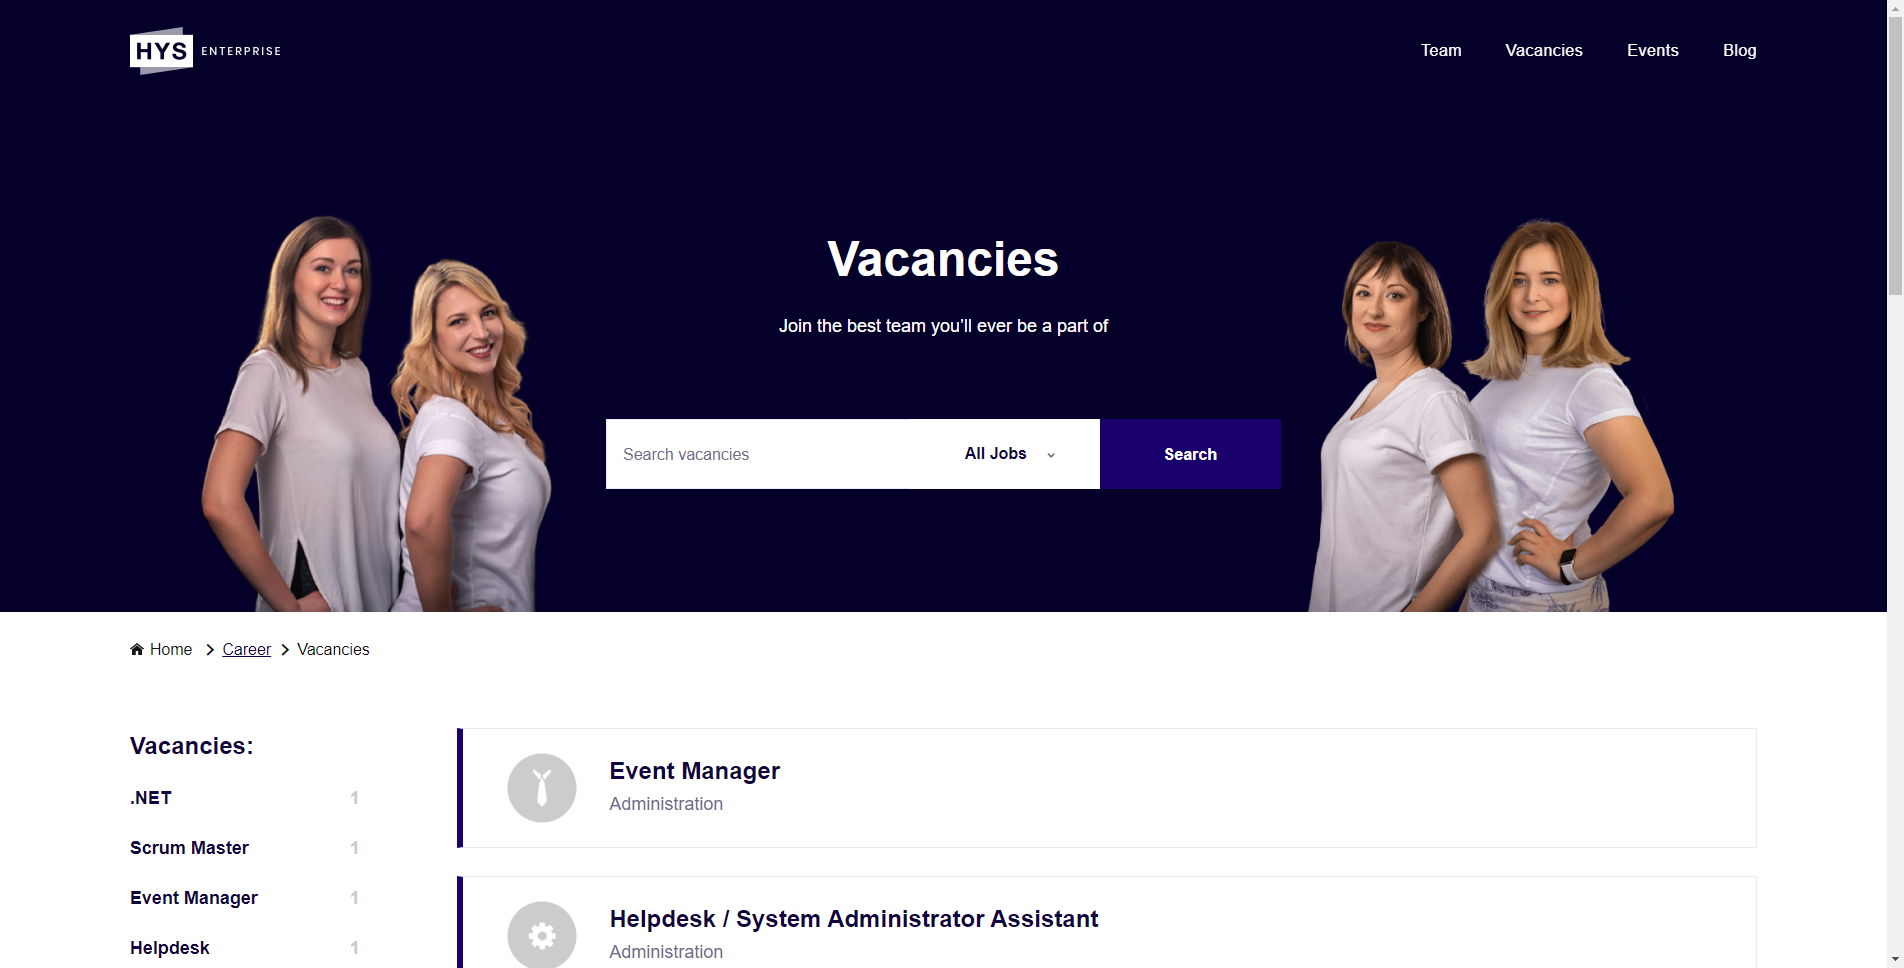 HYS ENTERPRISE
Team
Vacancies
Events
Blog
Vacancies
Join the best team you’ll ever be a part of
Search vacancies
All Jobs
Search
Home
Career
Vacancies
Vacancies:
.NET 1
Scrum Master 1
Event Manager 1
Helpdesk 1
Event Manager
Administration
Helpdesk / System Administrator Assistant
Administration